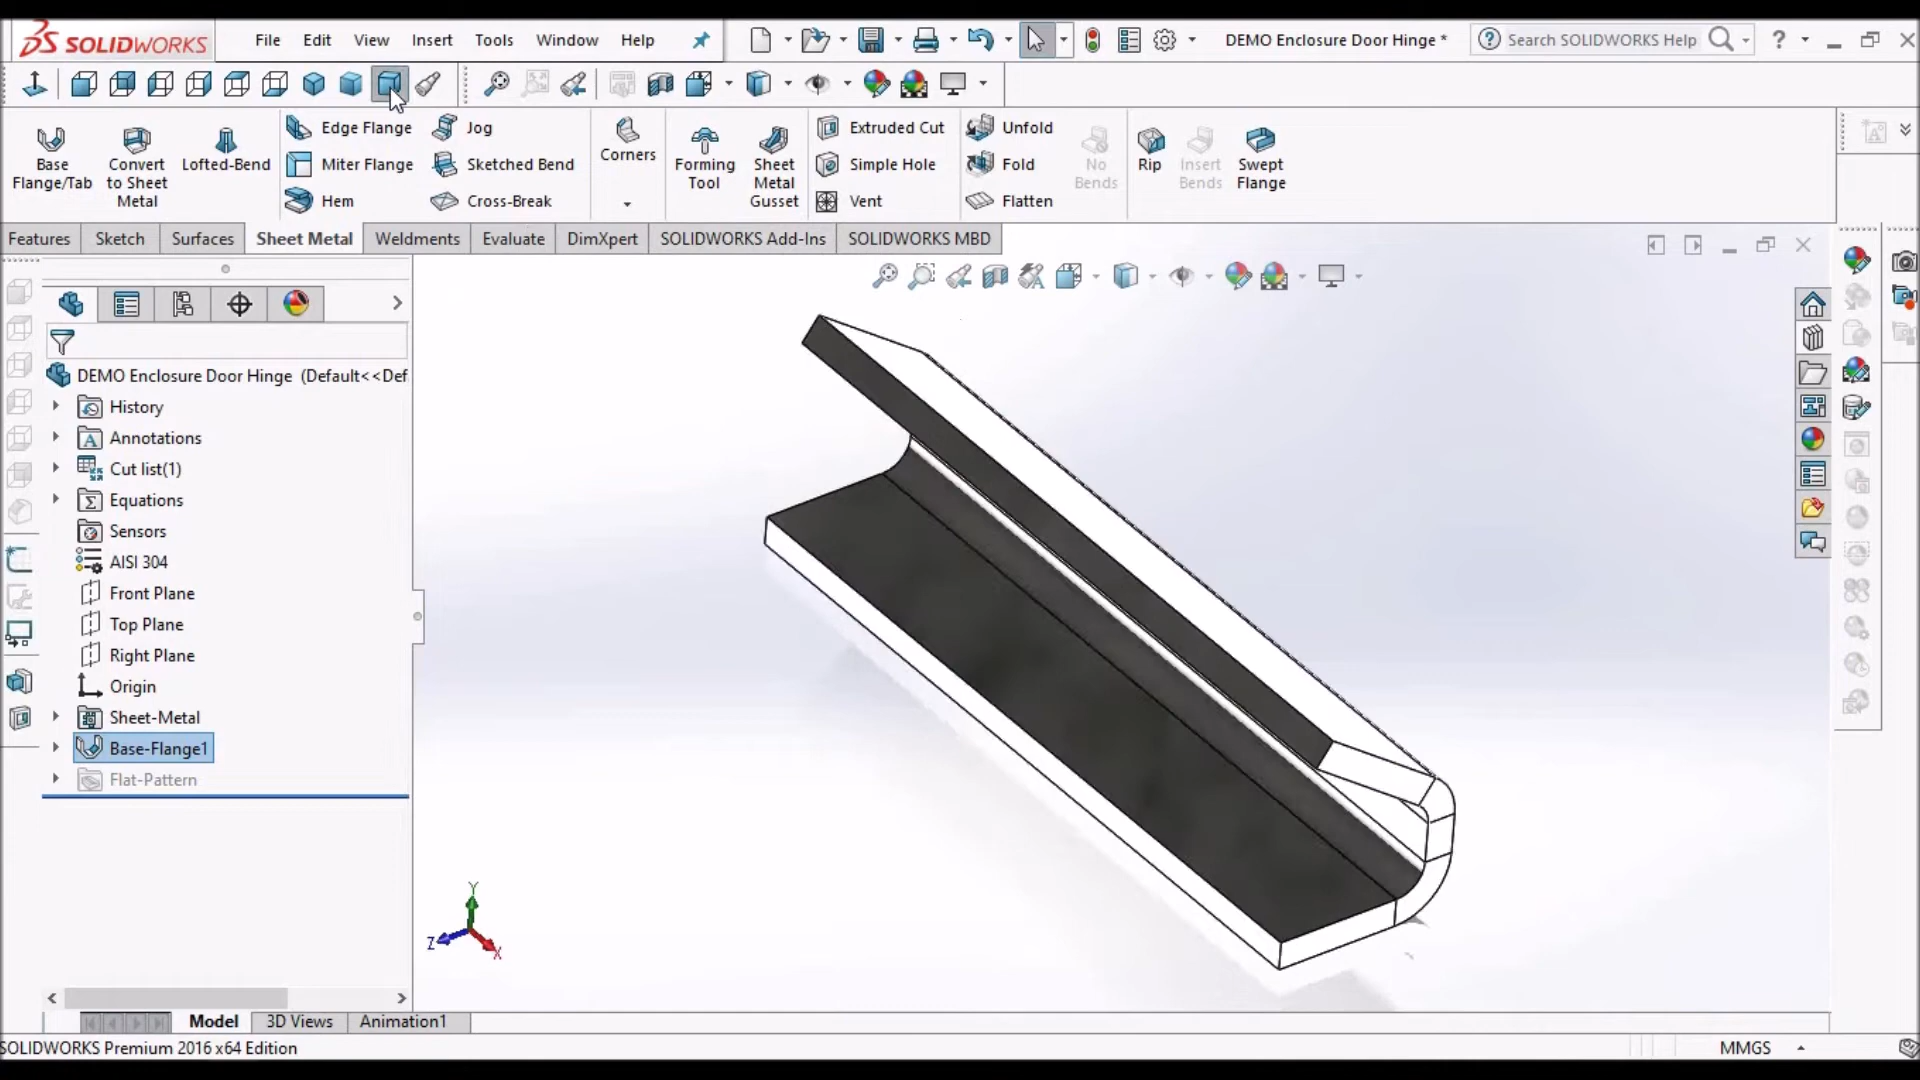 SOLIDWORKS File Edit View Insert Tools Window Help DEMO Enclosure Door Hinge * Search SOLIDWORKS Help ?
Edge Flange Jog Extruded Cut Unfold
Base Flange/Tab Convert to Sheet Metal Lofted-Bend Miter Flange Sketched Bend Corners Forming Tool Sheet Metal Gusset Simple Hole Fold No Bends Rip Insert Bends Swept Flange
Hem Cross-Break Vent Flatten
Features Sketch Surfaces Sheet Metal Weldments Evaluate DimXpert SOLIDWORKS Add-Ins SOLIDWORKS MBD
DEMO Enclosure Door Hinge (Default<<Def
History
Annotations
Cut list(1)
Equations
Sensors
AISI 304
Front Plane
Top Plane
Right Plane
Origin
Sheet-Metal
Base-Flange1
Flat-Pattern
Y
Z
X
Model 3D Views Animation1
SOLIDWORKS Premium 2016 x64 Edition MMGS